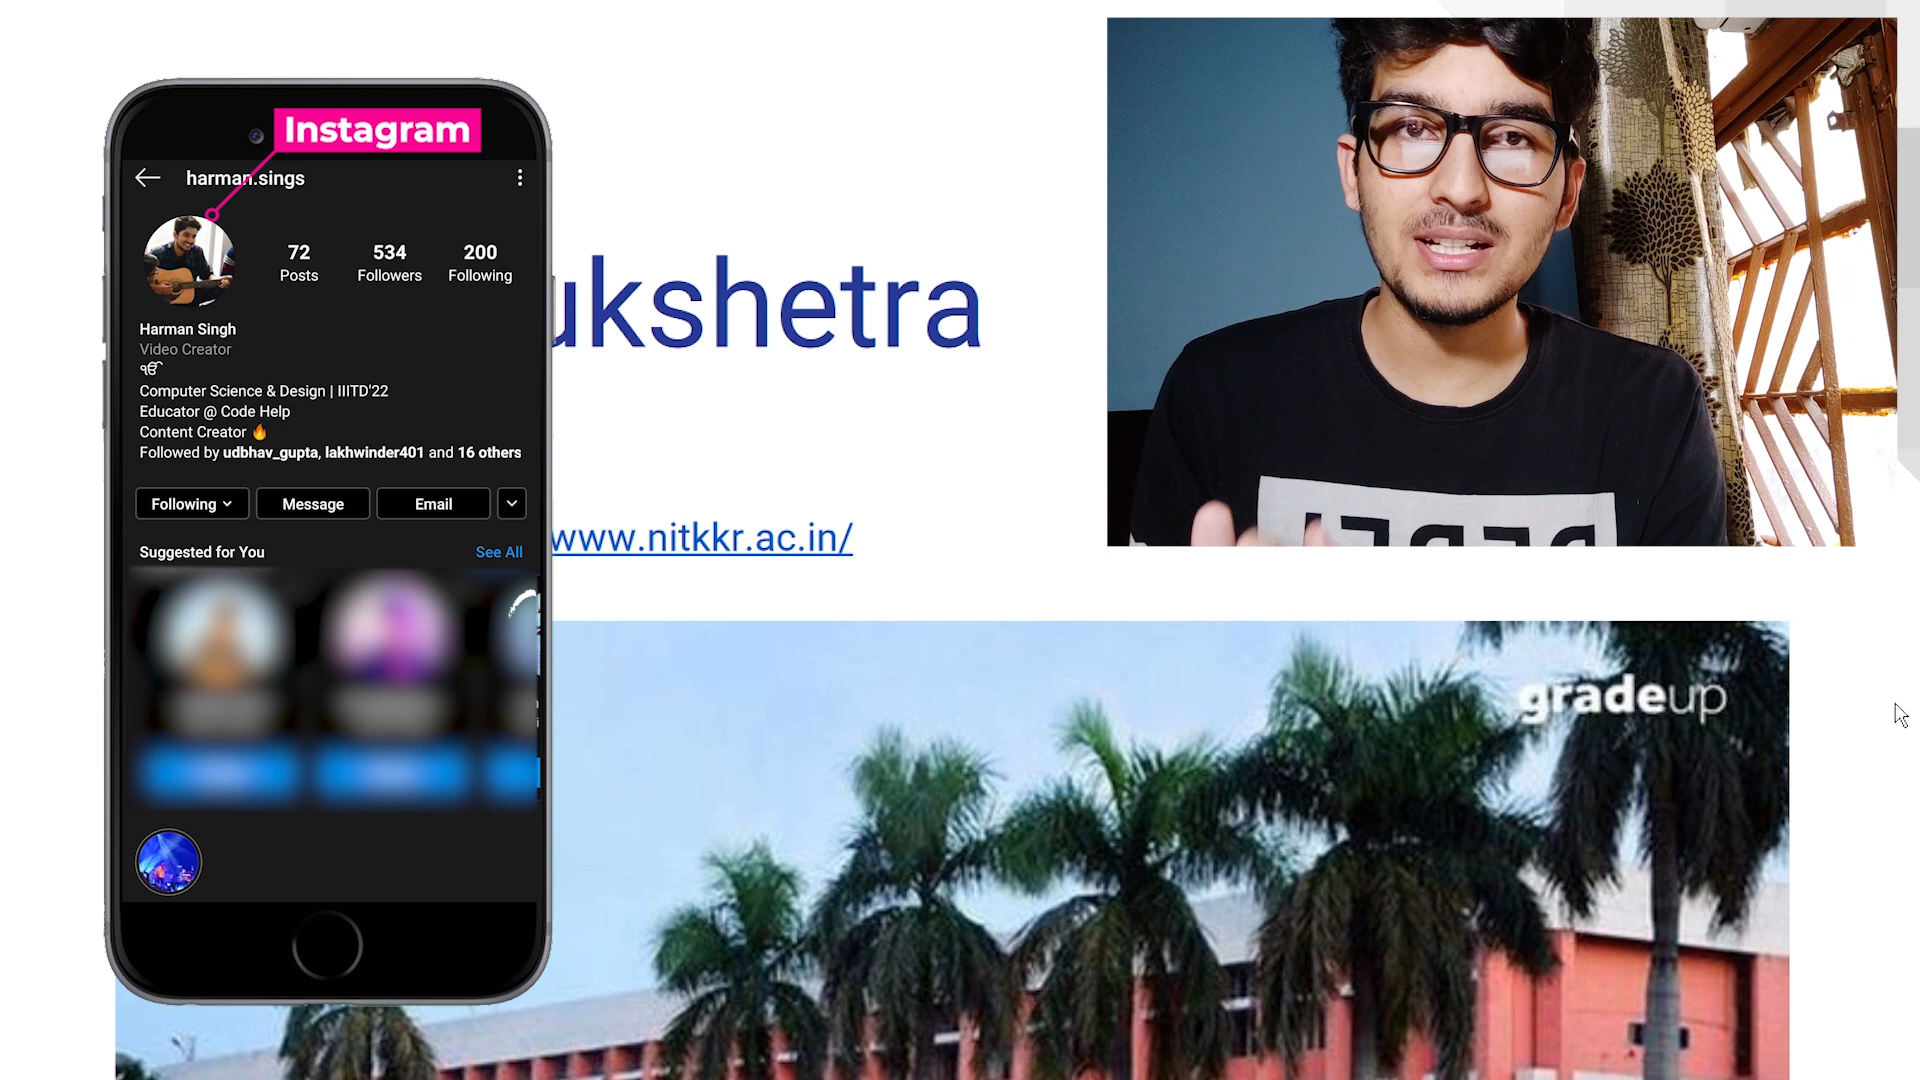 Instagram
harman.sings
72
Posts
534
Followers
200
Following
Harman Singh
Video Creator
ੴ
Computer Science & Design | IIITD'22
Educator @ Code Help
Content Creator 🔥
Followed by udbhav_gupta, lakhwinder401 and 16 others
Following
Message
Email
Suggested for You
See All
ukshetra
www.nitkkr.ac.in/
gradeup